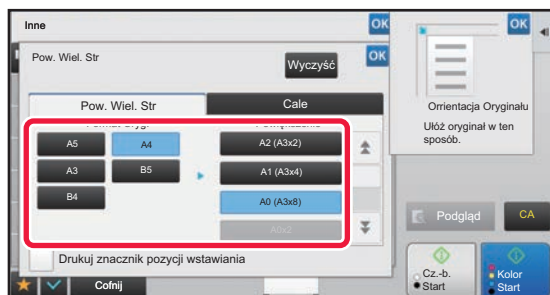 Inne
OK
Pow. Wiel. Str
Wyczyść
OK
Pow. Wiel. Str
Cale
A5
A4
A3
B5
B4
A2 (A3x2)
A1 (A3x4)
A0 (A3x8)
A0x2
Drukuj znacznik pozycji wstawiania
Cofnij
OK
Orrientacja Oryginału
Ułóż oryginał w ten
sposób.
Podgląd
CA
Cz.-b.
Start
Kolor
Start